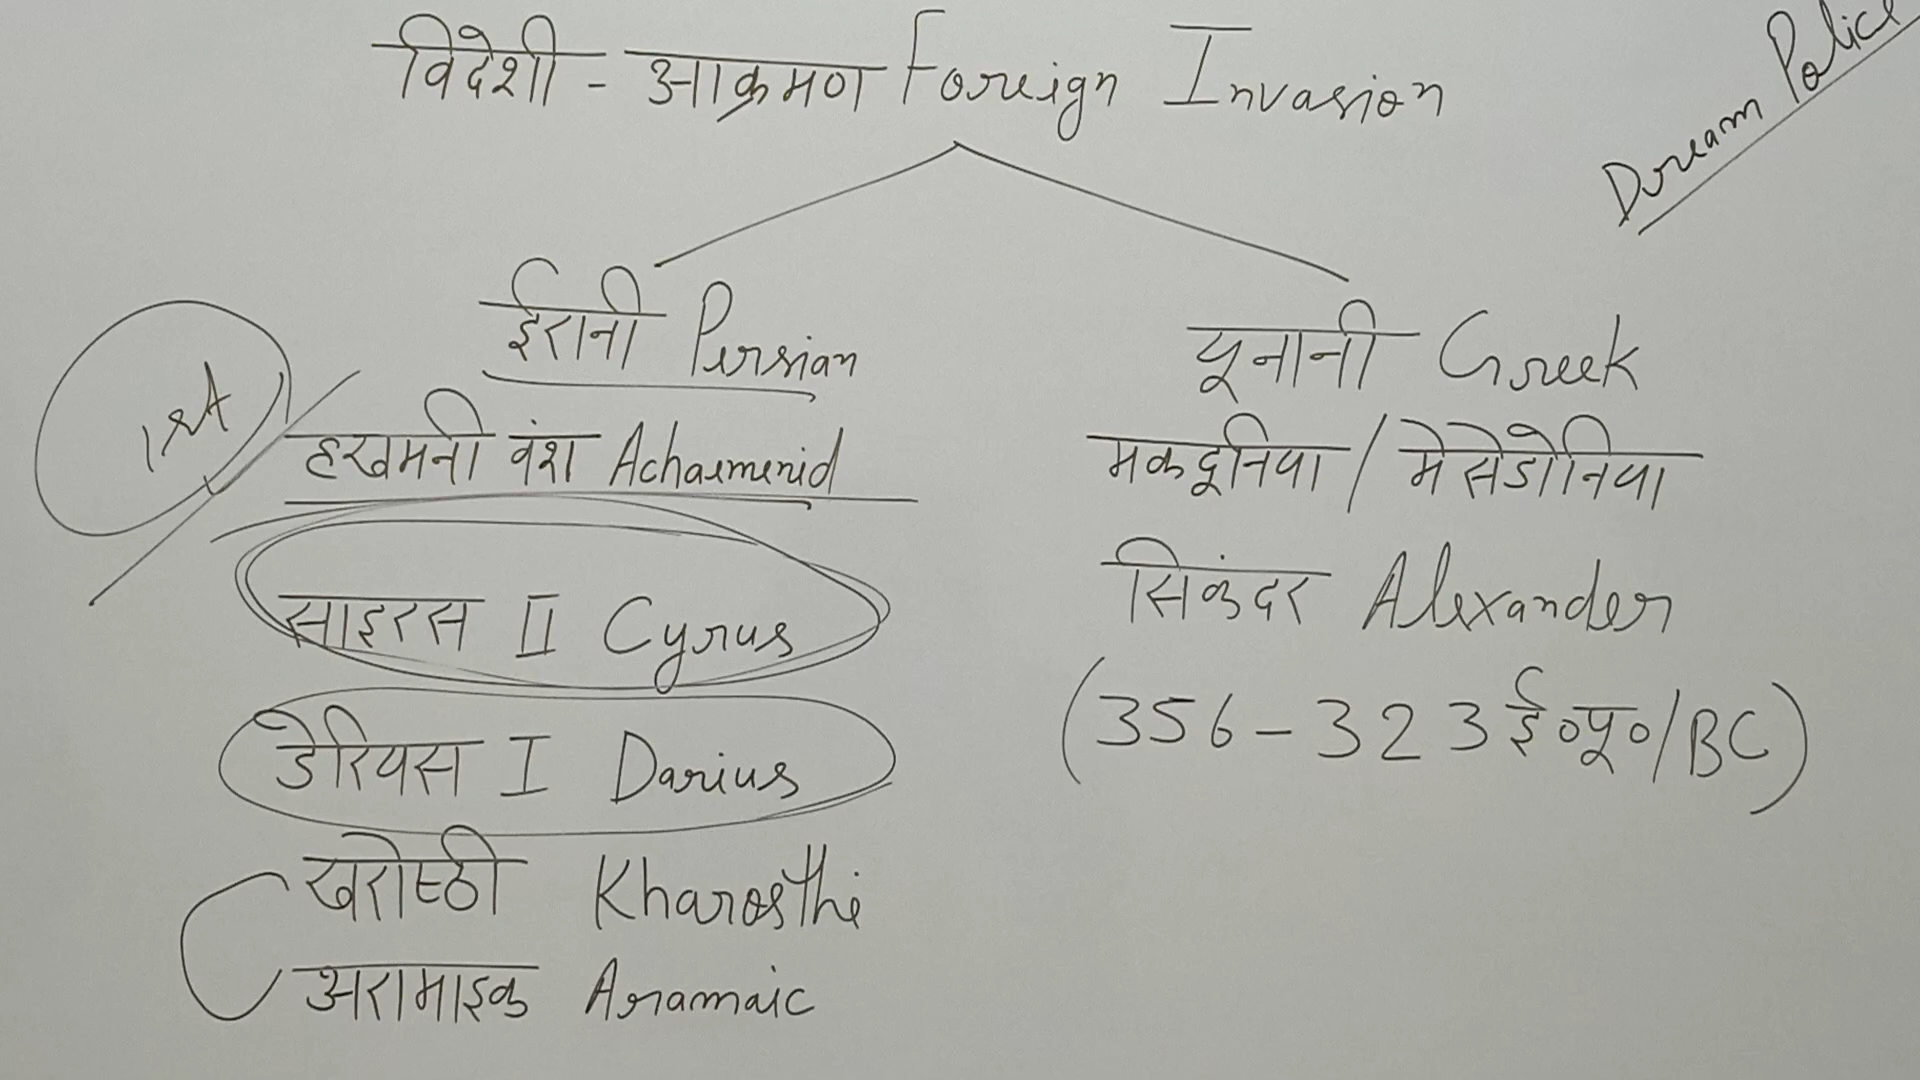 विदेशी - आक्रमण Foreign Invasion
Dream Police
ईरानी Persian
1st
हखमनी वंश Achaemenid
साइरस II Cyrus
डेरियस I Darius
खरोष्ठी Kharosthi
अरामाइक Aramaic
यूनानी Greek
मकदूनिया / मेसेडोनिया
सिकंदर Alexander
(356-323 ई०पू०/BC)